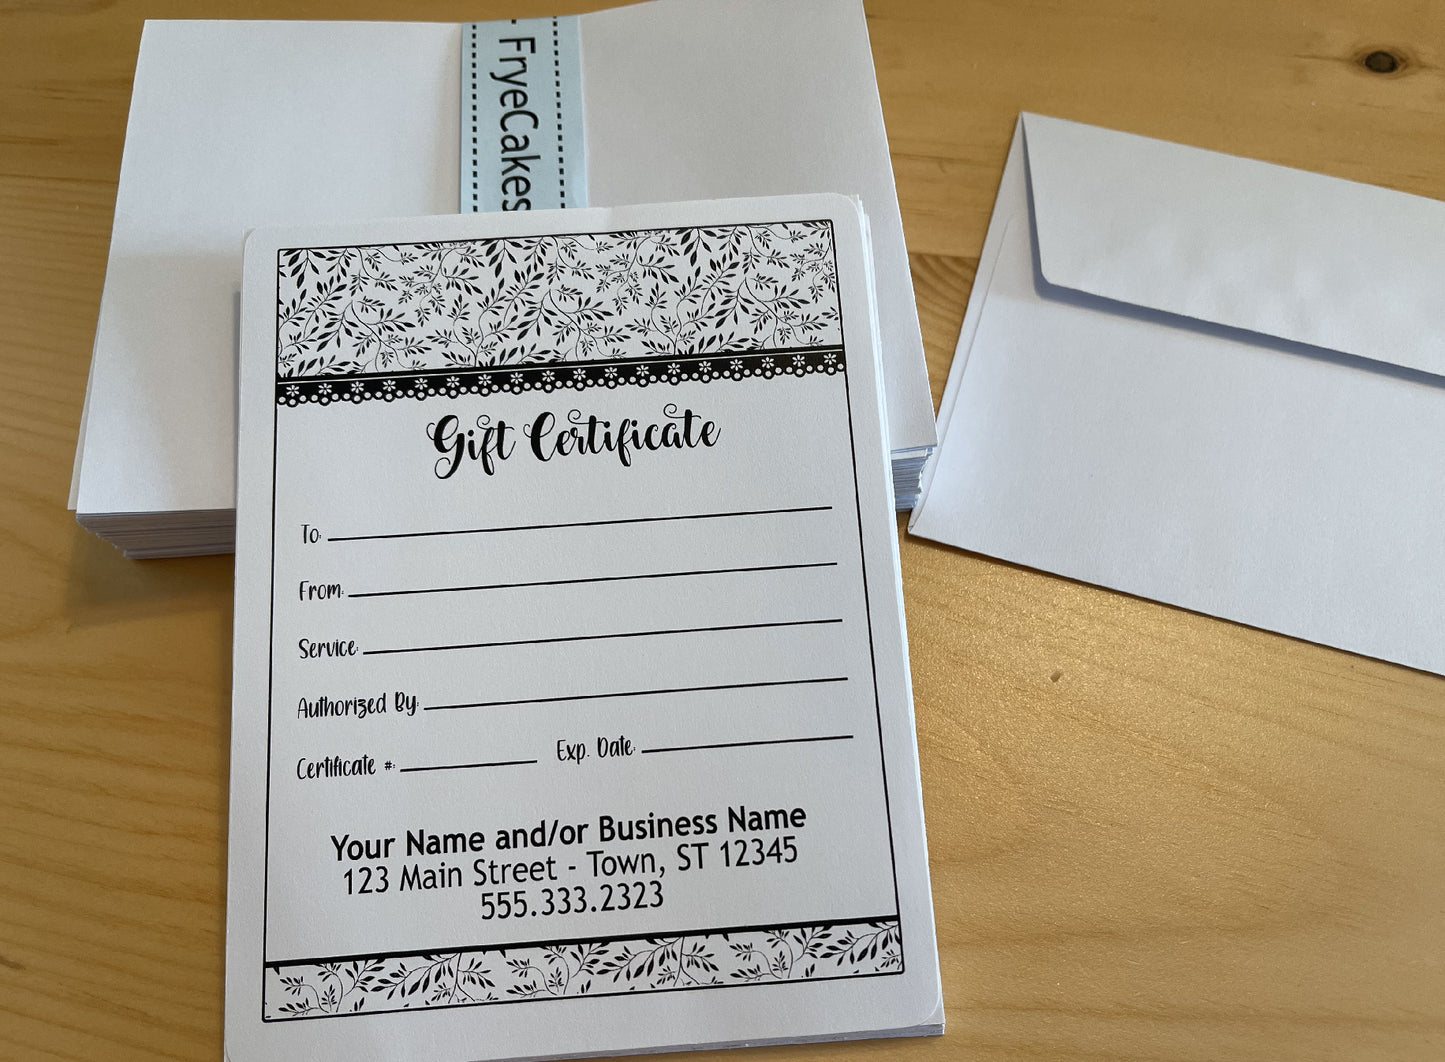 - FryeCakes
Gift Certificate
To:
From:
Service:
Authorized By:
Certificate #: Exp. Date:
Your Name and/or Business Name
123 Main Street - Town, ST 12345
555.333.2323